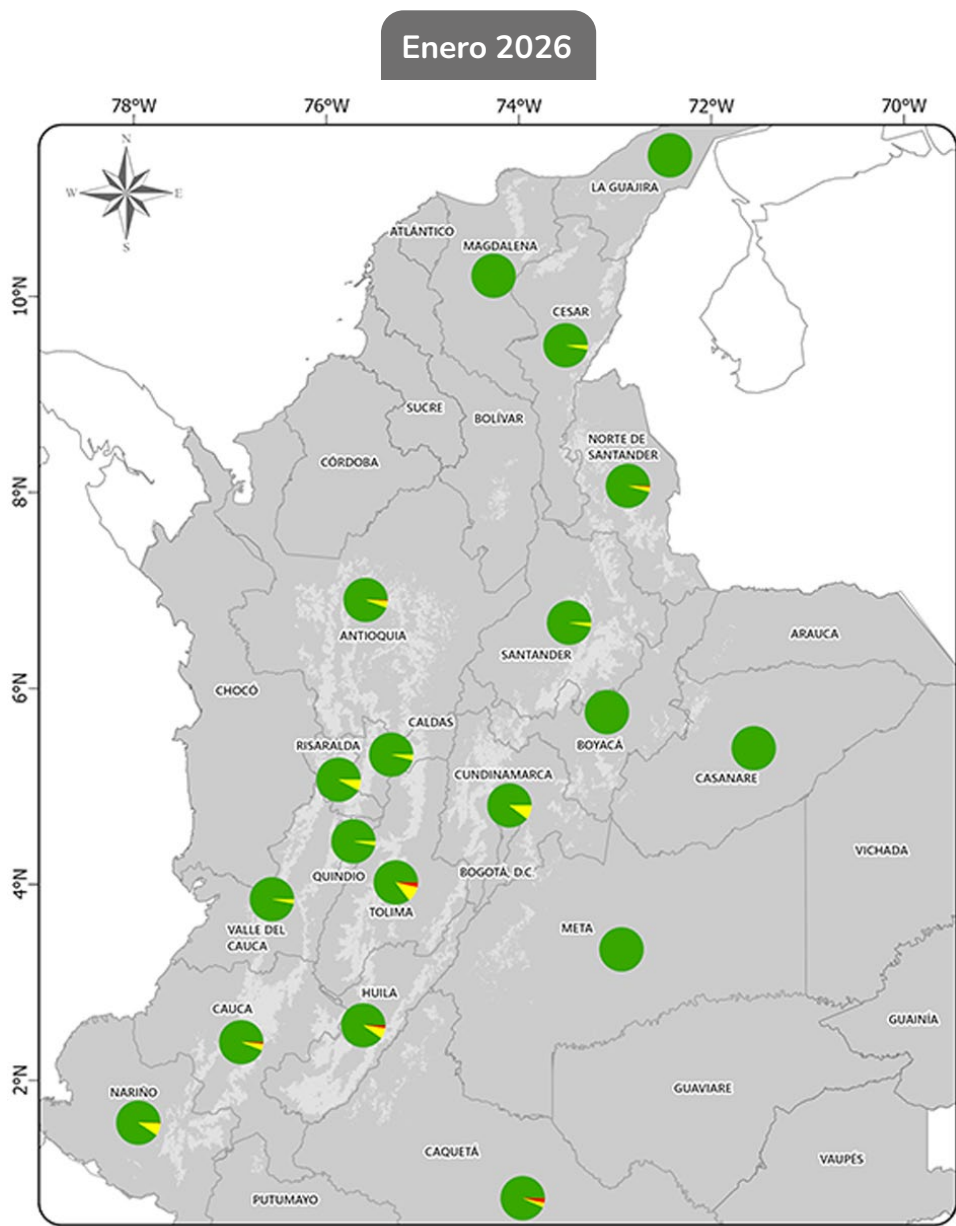 Enero 2026
78°W 76°W 74°W 72°W 70°W
N
W E
S
10°N
8°N
6°N
4°N
2°N
LA GUAJIRA
ATLÁNTICO
MAGDALENA
CESAR
SUCRE
BOLÍVAR
NORTE DE
SANTANDER
CÓRDOBA
ANTIOQUIA
SANTANDER
ARAUCA
CHOCÓ
CALDAS
RISARALDA
BOYACÁ
CUNDINAMARCA
CASANARE
VICHADA
QUINDIO
BOGOTÁ, D.C.
TOLIMA
VALLE DEL
CAUCA
META
HUILA
CAUCA
GUAINÍA
NARIÑO
GUAVIARE
CAQUETÁ
VAUPÉS
PUTUMAYO